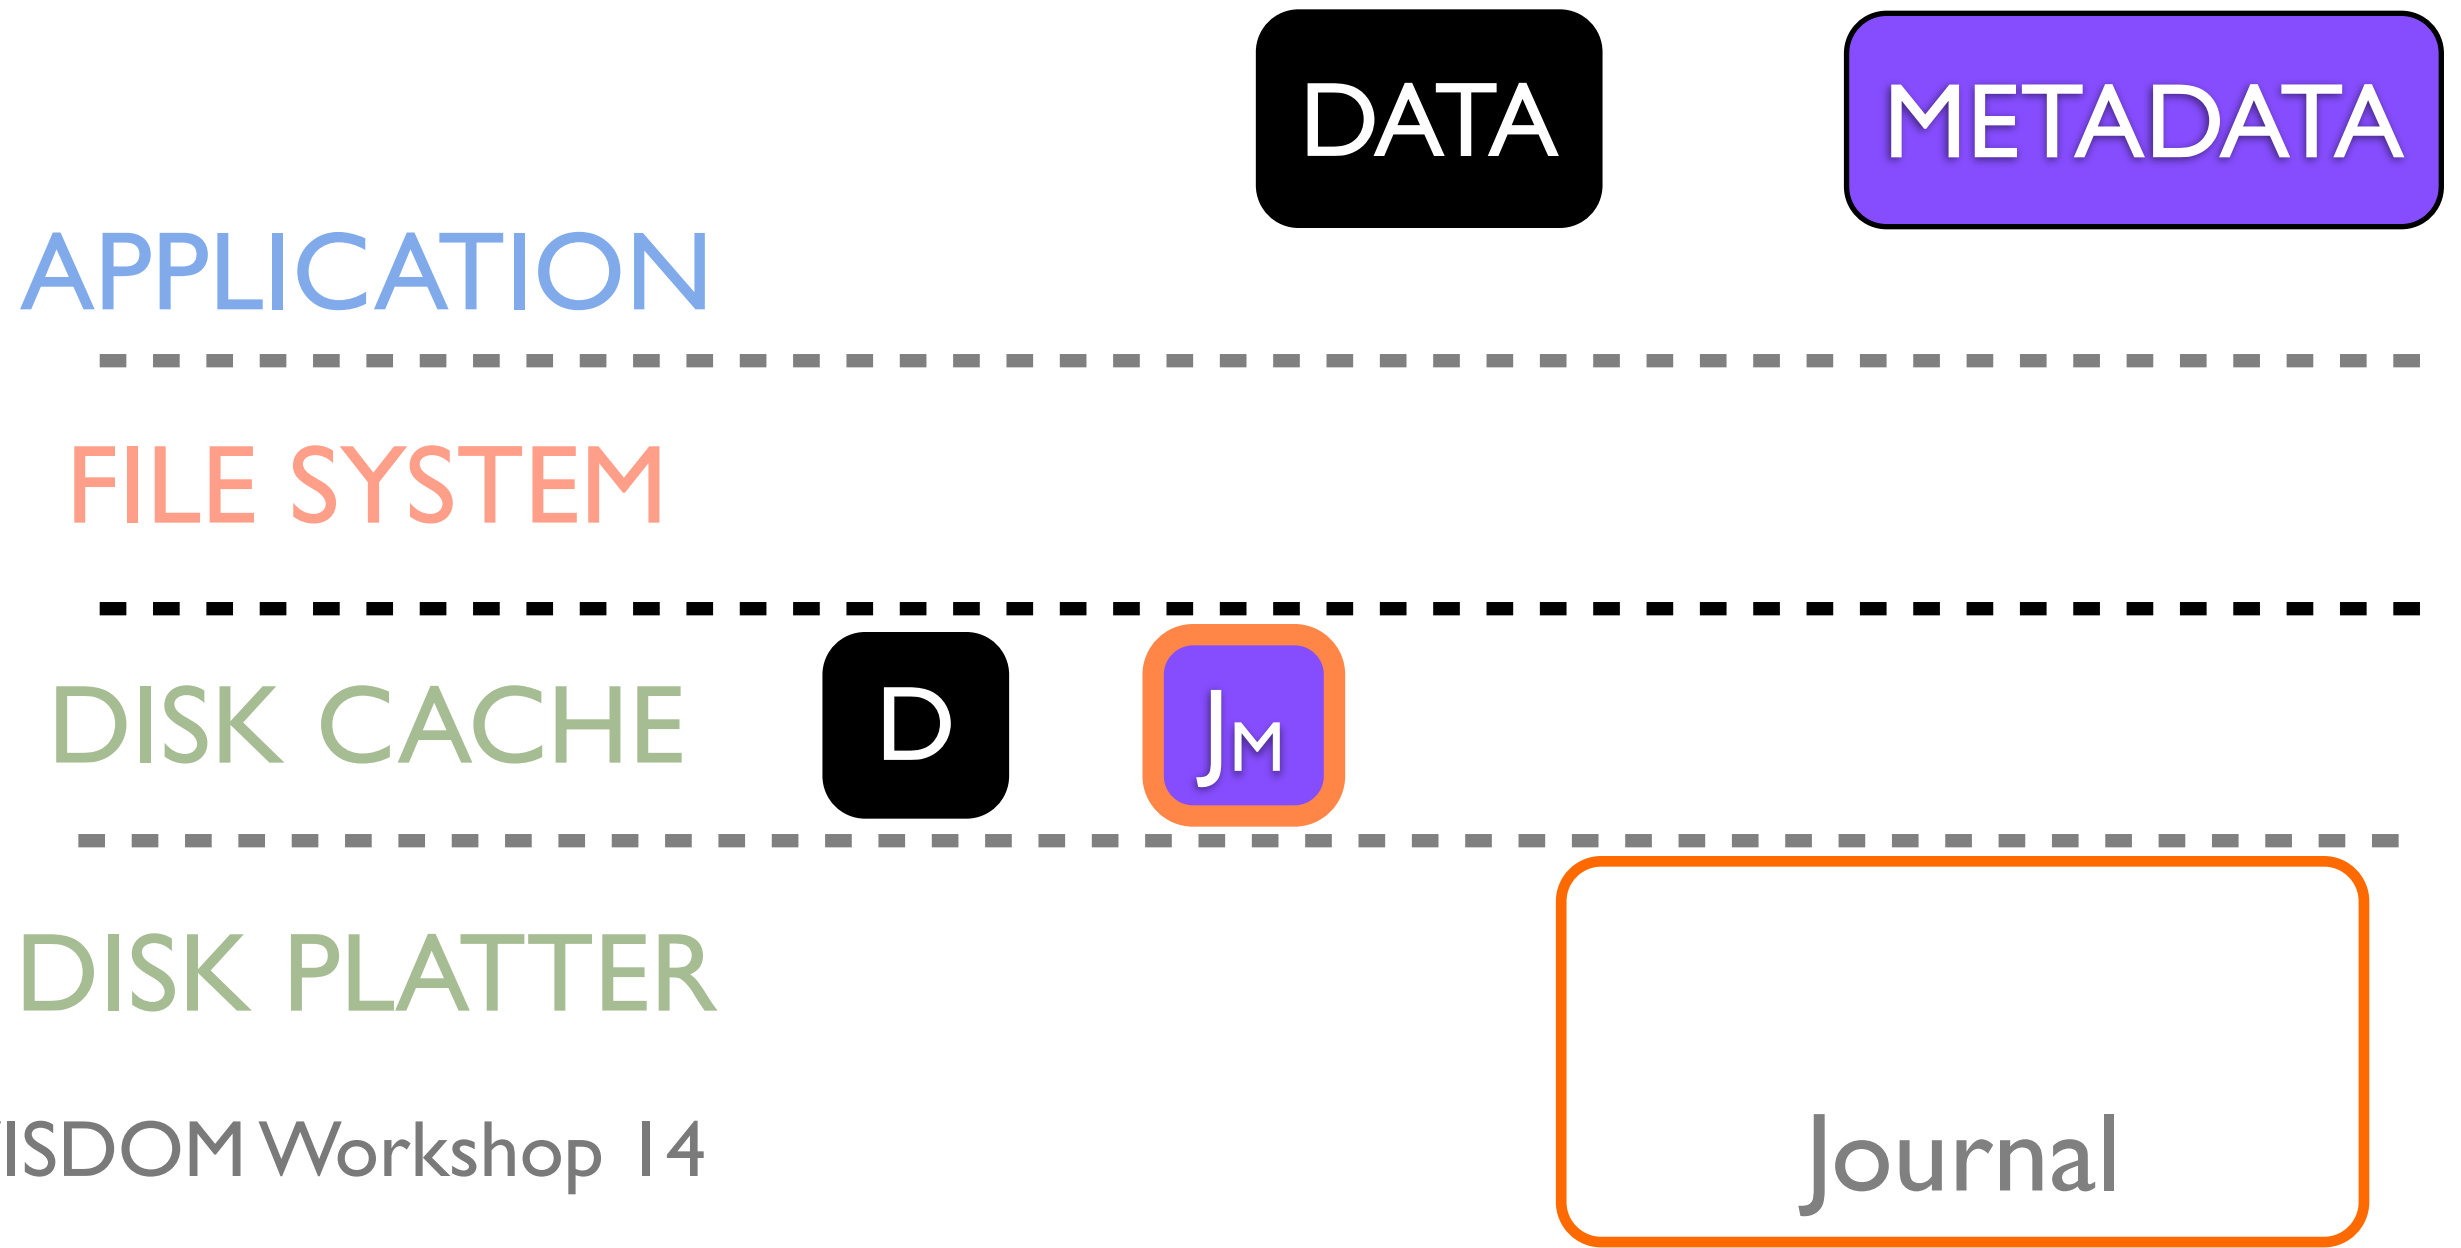 DATA METADATA
APPLICATION
FILE SYSTEM
DISK CACHE D JM
DISK PLATTER
ISDOM Workshop 14
Journal